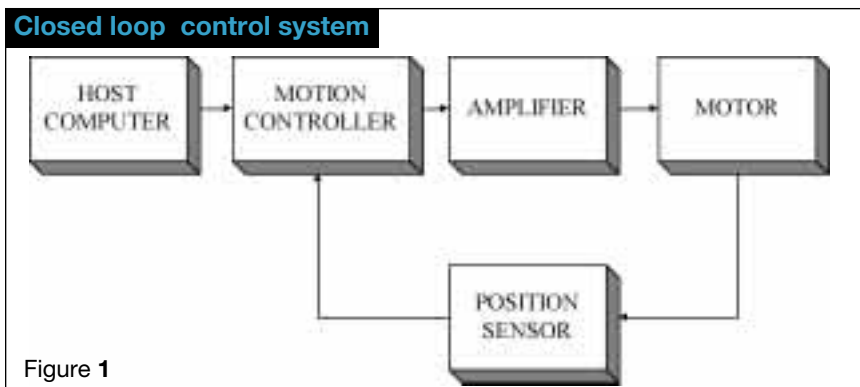 Closed loop control system
HOST
COMPUTER
MOTION
CONTROLLER
AMPLIFIER
MOTOR
POSITION
SENSOR
Figure 1